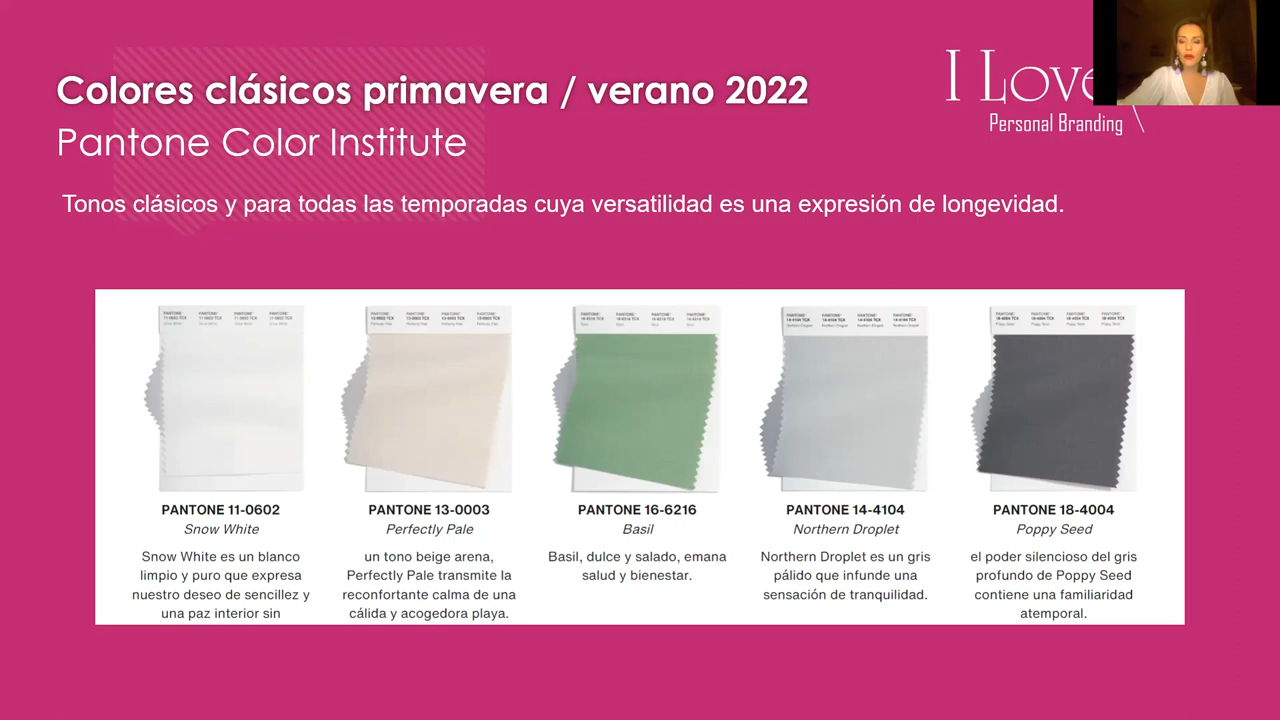 Colores clásicos primavera / verano 2022
Pantone Color Institute
I Love
Personal Branding
Tonos clásicos y para todas las temporadas cuya versatilidad es una expresión de longevidad.
PANTONE 11-0602
Snow White
Snow White es un blanco
limpio y puro que expresa
nuestro deseo de sencillez y
una paz interior sin
PANTONE 13-0003
Perfectly Pale
un tono beige arena,
Perfectly Pale transmite la
reconfortante calma de una
cálida y acogedora playa.
PANTONE 16-6216
Basil
Basil, dulce y salado, emana
salud y bienestar.
PANTONE 14-4104
Northern Droplet
Northern Droplet es un gris
pálido que infunde una
sensación de tranquilidad.
PANTONE 18-4004
Poppy Seed
el poder silencioso del gris
profundo de Poppy Seed
contiene una familiaridad
atemporal.